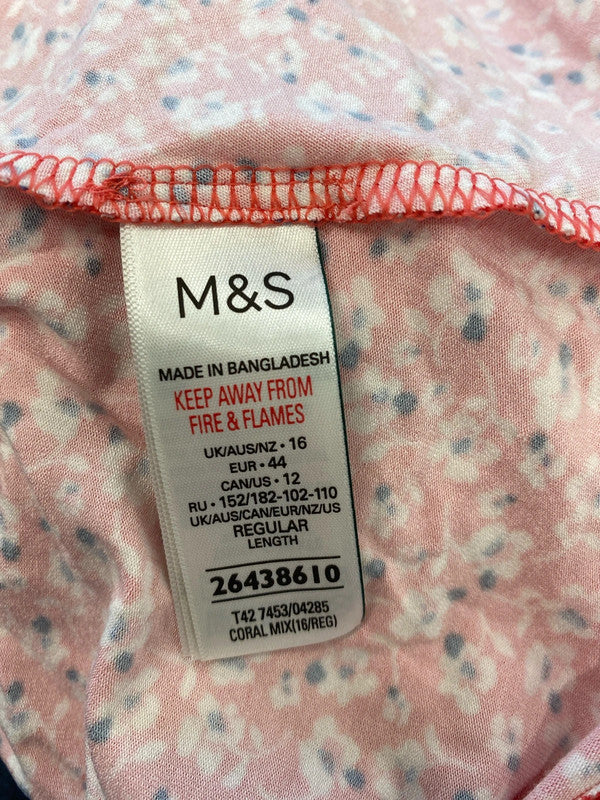 M&S
MADE IN BANGLADESH
KEEP AWAY FROM
FIRE & FLAMES
UK/AUS/NZ • 16
EUR • 44
CAN/US • 12
RU • 152/182-102-110
UK/AUS/CAN/EUR/NZ/US
REGULAR
LENGTH
26438610
T42 7453/04285
CORAL MIX(16/REG)